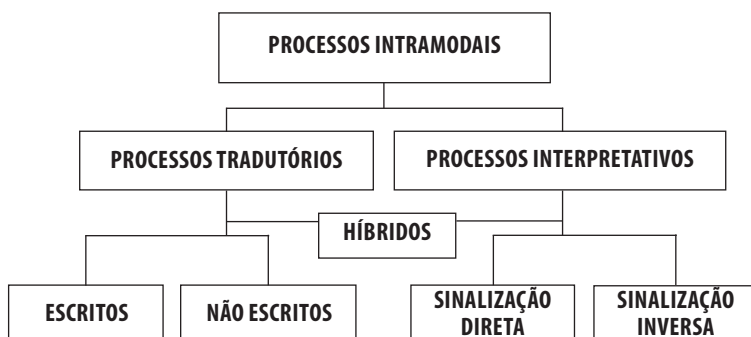 PROCESSOS INTRAMODAIS
PROCESSOS TRADUTÓRIOS
PROCESSOS INTERPRETATIVOS
HÍBRIDOS
ESCRITOS
NÃO ESCRITOS
SINALIZAÇÃO
DIRETA
SINALIZAÇÃO
INVERSA